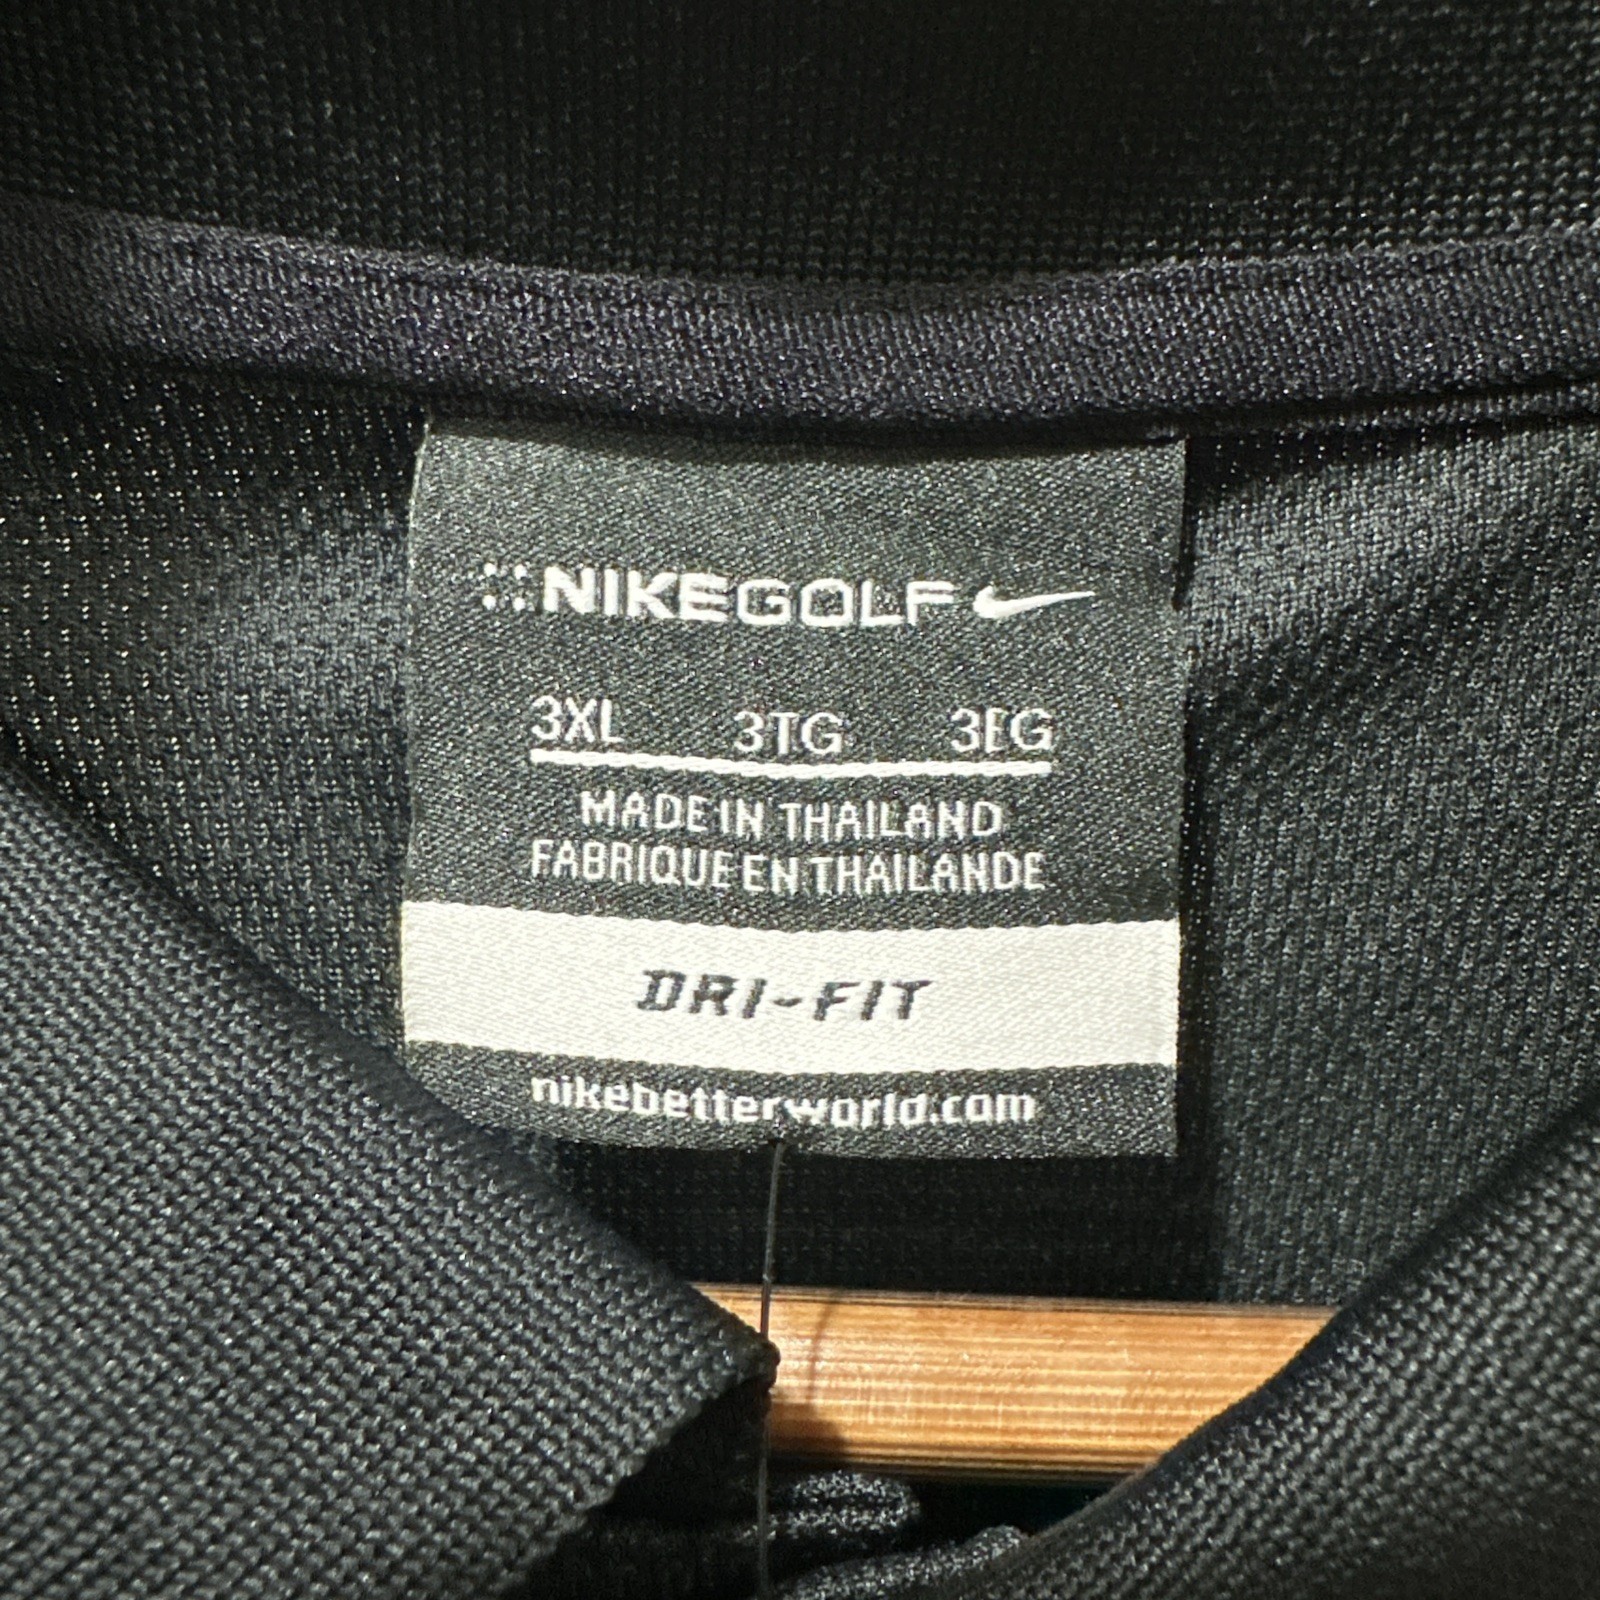 NIKEGOLF
3XL 3TG 3EG
MADE IN THAILAND
FABRIQUE EN THAILANDE
DRI-FIT
nikebetterworld.com